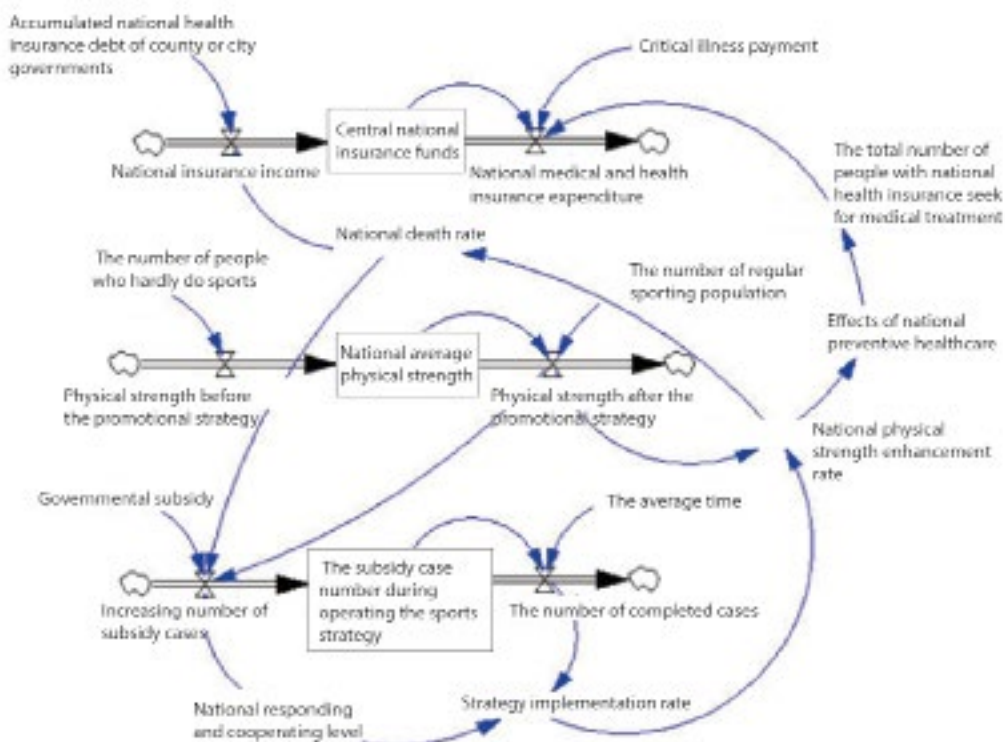 Accumulated national health
insurance debt of county or city
governments
Critical illness payment
Central national
insurance funds
National insurance income
National medical and health
insurance expenditure
The total number of
people with national
health insurance seek
for medical treatment
National death rate
The number of people
who hardly do sports
The number of regular
sporting population
Effects of national
preventive healthcare
National average
physical strength
Physical strength before
the promotional strategy
Physical strength after the
promotional strategy
National physical
strength enhancement
rate
Governmental subsidy
The average time
The subsidy case
number during
operating the sports
strategy
Increasing number of
subsidy cases
The number of completed cases
National responding
and cooperating level
Strategy implementation rate